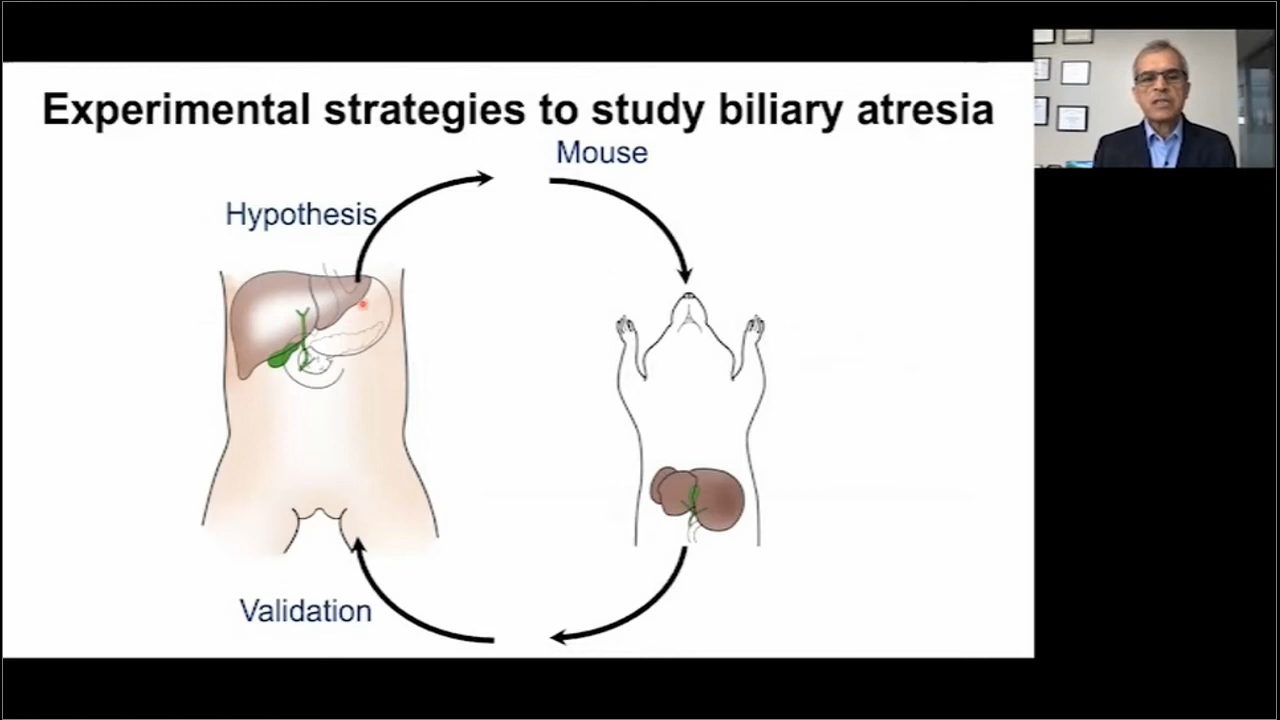 Experimental strategies to study biliary atresia
Mouse
Hypothesis
Validation